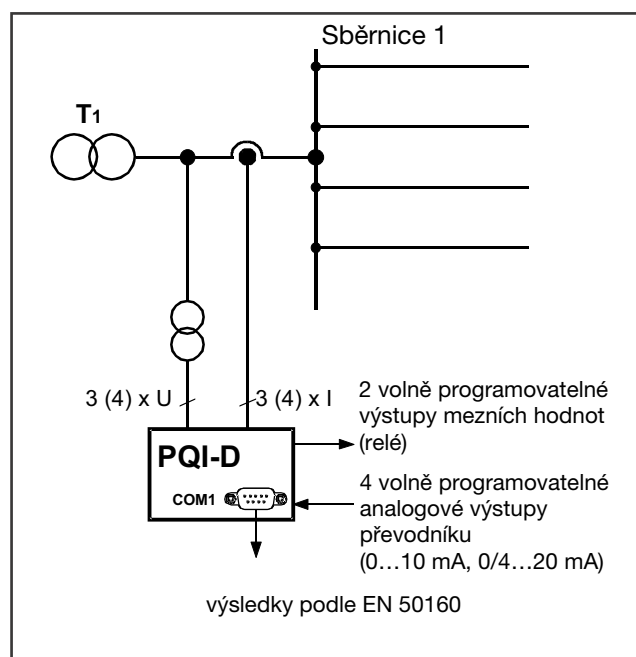 Sběrnice 1
T1
3 (4) x U
3 (4) x I
2 volně programovatelné
výstupy mezních hodnot
(relé)
PQI-D
COM1
4 volně programovatelné
analogové výstupy
převodníku
(0…10 mA, 0/4…20 mA)
výsledky podle EN 50160